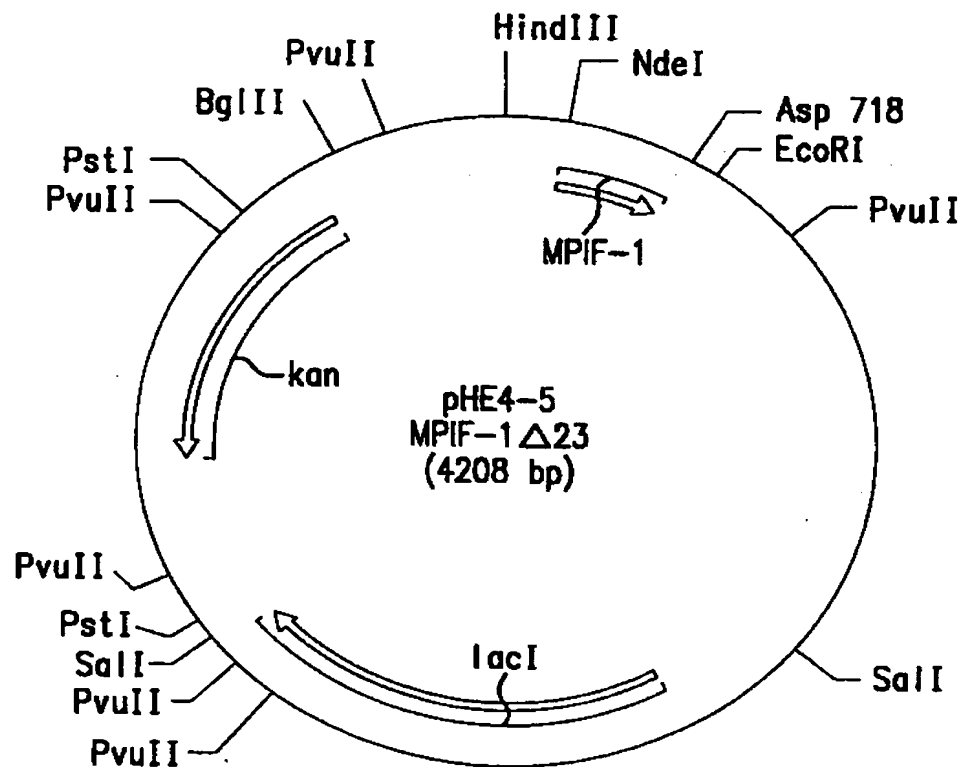 HindIII
PvuII
NdeI
BglII
Asp 718
EcoRI
PstI
PvuII
PvuII
MPIF-1
kan
pHE4-5
MPIF-1△23
(4208 bp)
PvuII
PstI
SalI
lacI
SalI
PvuII
PvuII